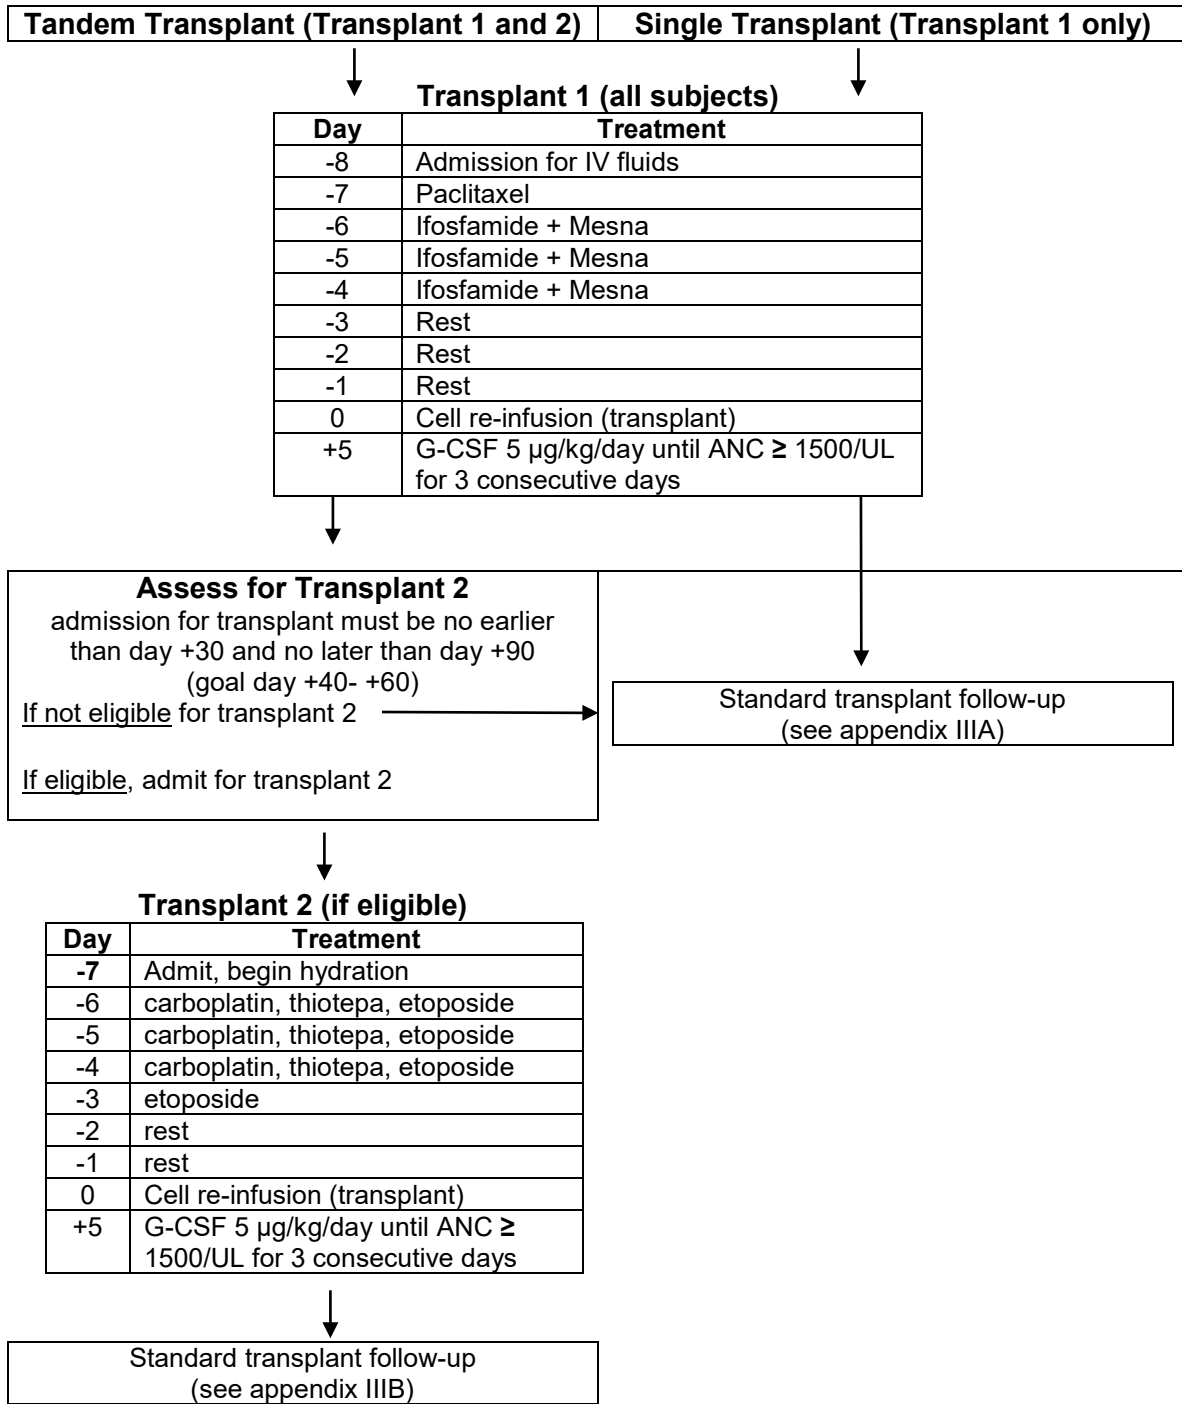 Tandem Transplant (Transplant 1 and 2) Single Transplant (Transplant 1 only)
Transplant 1 (all subjects)
Day Treatment
-8 Admission for IV fluids
-7 Paclitaxel
-6 Ifosfamide + Mesna
-5 Ifosfamide + Mesna
-4 Ifosfamide + Mesna
-3 Rest
-2 Rest
-1 Rest
0 Cell re-infusion (transplant)
+5 G-CSF 5 µg/kg/day until ANC ≥ 1500/UL
for 3 consecutive days
Assess for Transplant 2
admission for transplant must be no earlier
than day +30 and no later than day +90
(goal day +40- +60)
If not eligible for transplant 2
If eligible, admit for transplant 2
Standard transplant follow-up
(see appendix IIIA)
Transplant 2 (if eligible)
Day Treatment
-7 Admit, begin hydration
-6 carboplatin, thiotepa, etoposide
-5 carboplatin, thiotepa, etoposide
-4 carboplatin, thiotepa, etoposide
-3 etoposide
-2 rest
-1 rest
0 Cell re-infusion (transplant)
+5 G-CSF 5 µg/kg/day until ANC ≥
1500/UL for 3 consecutive days
Standard transplant follow-up
(see appendix IIIB)